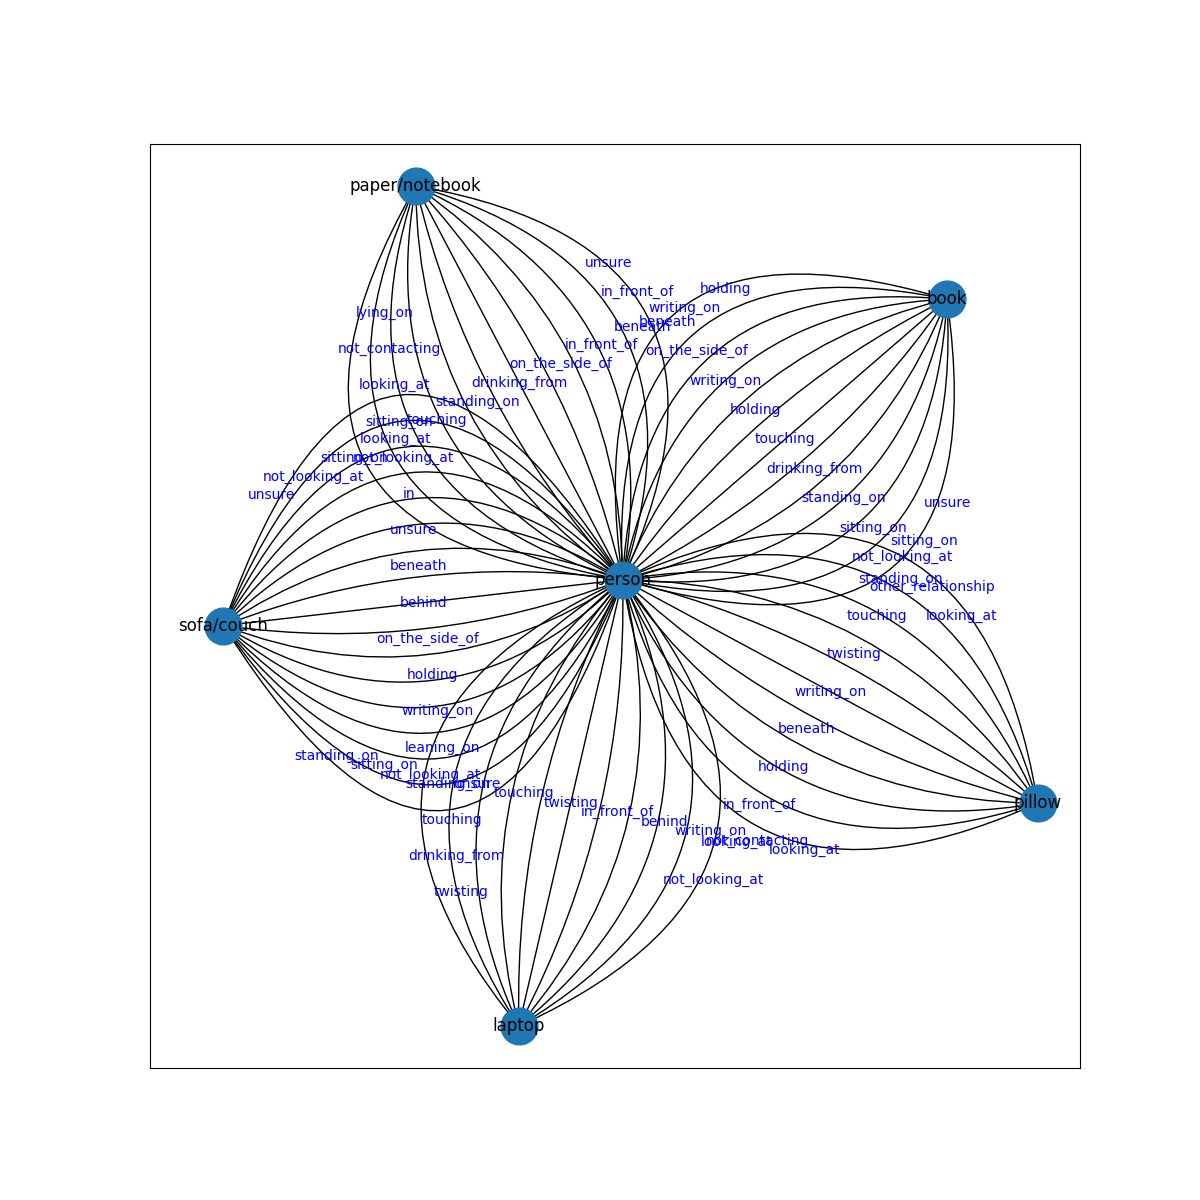 paper/notebook
unsure
holding
in_front_of
book
writing_on
lying_on
beneath
beneath
in_front_of
not_contacting
on_the_side_of
on_the_side_of
drinking_from
looking_at
writing_on
standing_on
holding
sitting_on
touching
looking_at
touching
sitting_on
not_looking_at
not_looking_at
drinking_from
unsure
in
standing_on
unsure
unsure
sitting_on
sitting_on
not_looking_at
beneath
person
standing_on
other_relationship
behind
touching
looking_at
sofa/couch
on_the_side_of
twisting
holding
writing_on
writing_on
beneath
leaning_on
standing_on
sitting_on
holding
not_looking_at
standing_on
unsure
touching
twisting
in_front_of
pillow
in_front_of
touching
behind
writing_on
looking_at
not_contacting
looking_at
drinking_from
not_looking_at
twisting
laptop